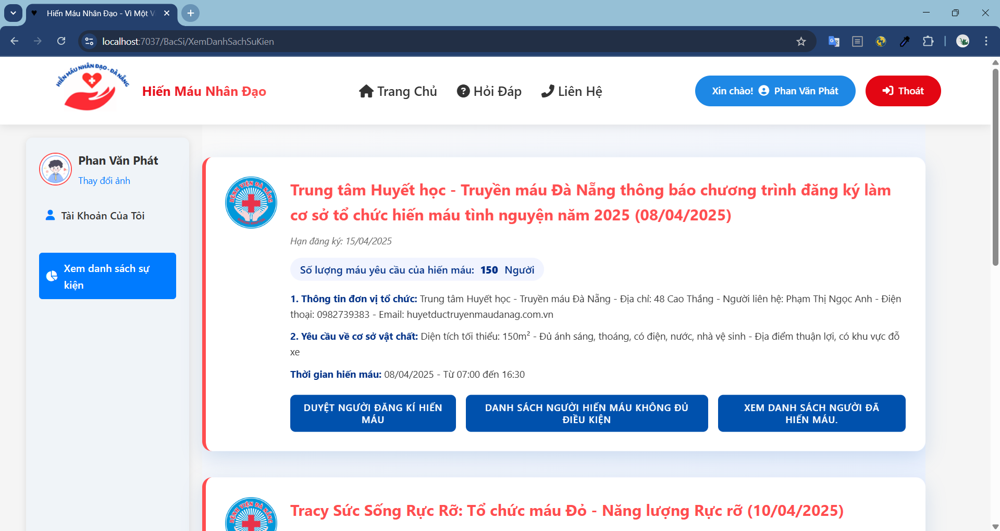 Hiến Máu Nhân Đạo - Vì Một V
localhost:7037/BacSi/XemDanhSachSuKien
HIẾN MÁU NHÂN ĐẠO - ĐÀ NẴNG
Hiến Máu Nhân Đạo
Trang Chủ
Hỏi Đáp
Liên Hệ
Xin chào! Phan Văn Phát
Thoát
Phan Văn Phát
Thay đổi ảnh
Tài Khoản Của Tôi
Xem danh sách sự
kiện
BỆNH VIỆN ĐÀ NẴNG
Trung tâm Huyết học - Truyền máu Đà Nẵng thông báo chương trình đăng ký làm
cơ sở tổ chức hiến máu tình nguyện năm 2025 (08/04/2025)
Hạn đăng ký: 15/04/2025
Số lượng máu yêu cầu của hiến máu: 150 Người
1. Thông tin đơn vị tổ chức: Trung tâm Huyết học - Truyền máu Đà Nẵng - Địa chỉ: 48 Cao Thắng - Người liên hệ: Phạm Thị Ngọc Anh - Điện
thoại: 0982739383 - Email: huyetductruyenmaudanag.com.vn
2. Yêu cầu về cơ sở vật chất: Diện tích tối thiểu: 150m² - Đủ ánh sáng, thoáng, có điện, nước, nhà vệ sinh - Địa điểm thuận lợi, có khu vực đỗ
xe
Thời gian hiến máu: 08/04/2025 - Từ 07:00 đến 16:30
DUYỆT NGƯỜI ĐĂNG KÍ HIẾN
MÁU
DANH SÁCH NGƯỜI HIẾN MÁU KHÔNG ĐỦ
ĐIỀU KIỆN
XEM DANH SÁCH NGƯỜI ĐÃ
HIẾN MÁU.
BỆNH VIỆN ĐÀ NẴNG
Tracy Sức Sống Rực Rỡ: Tổ chức máu Đỏ - Năng lượng Rực rỡ (10/04/2025)